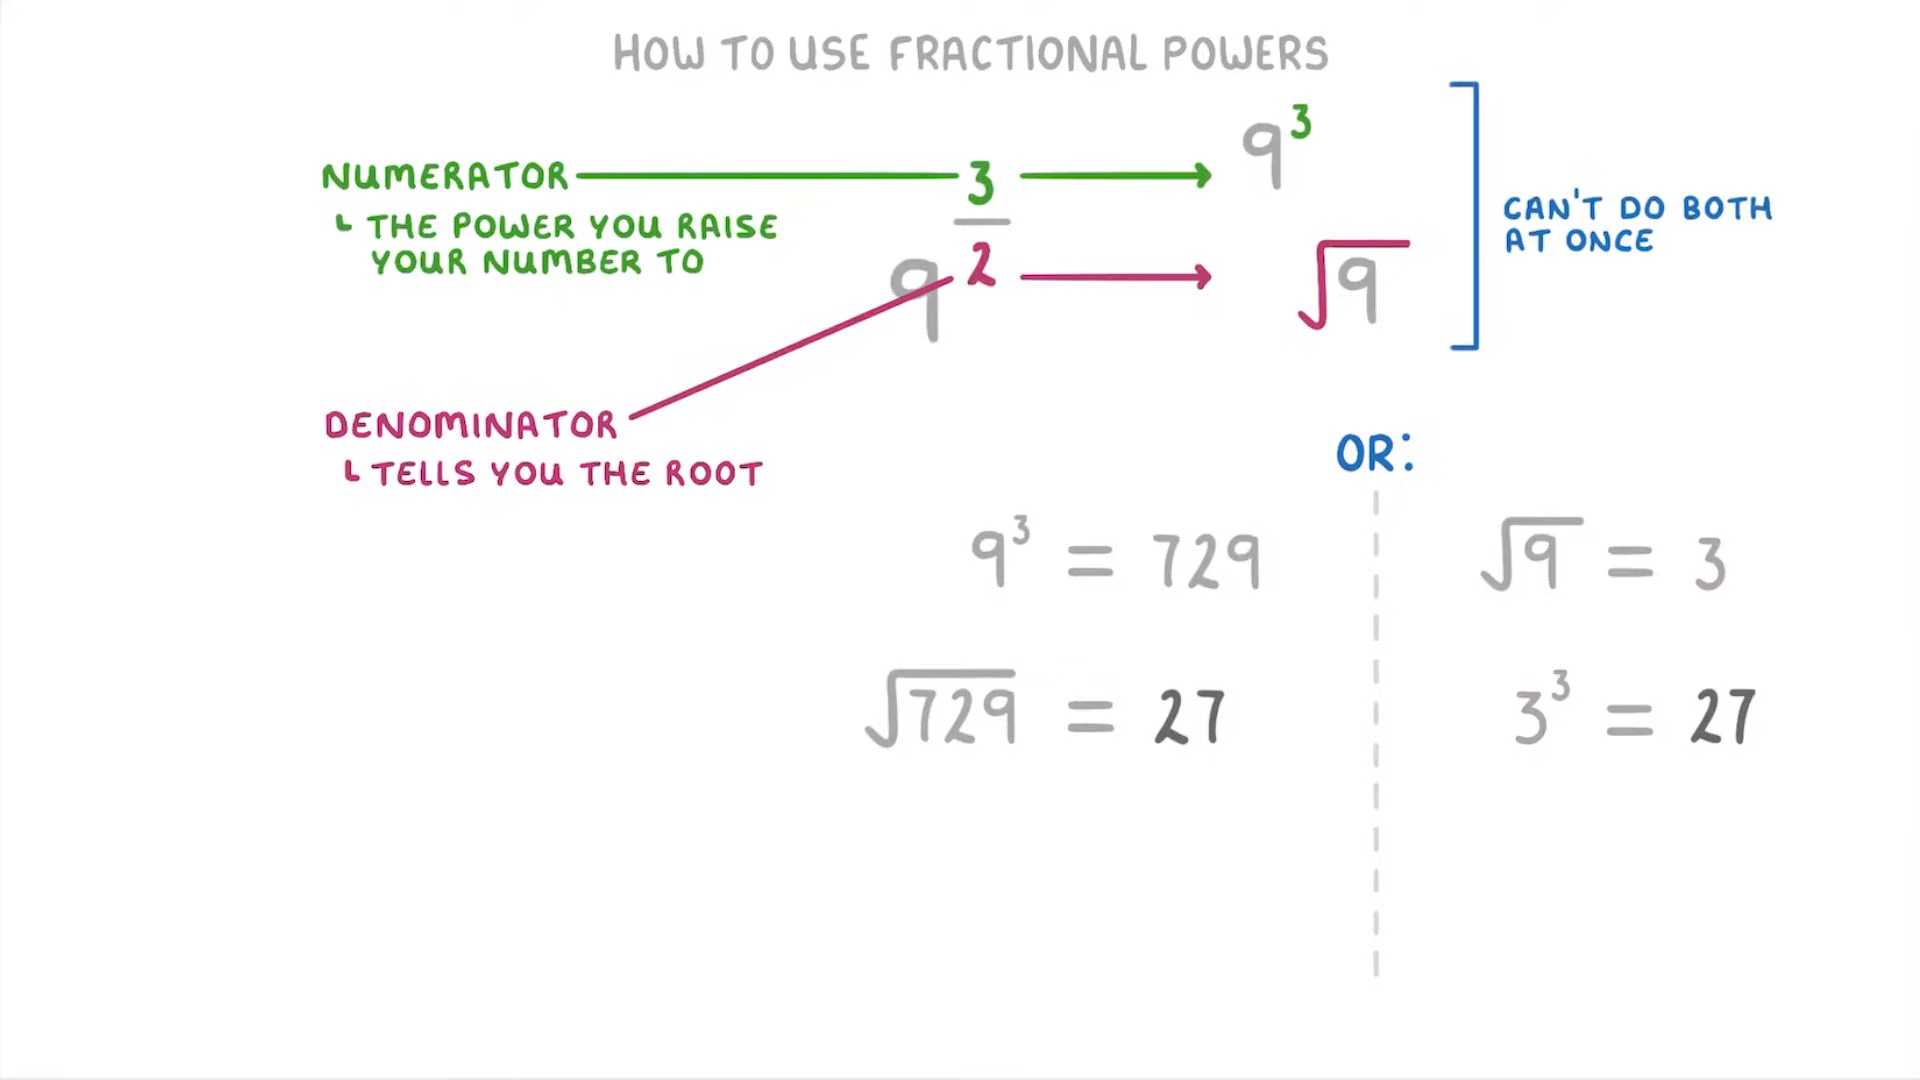 HOW TO USE FRACTIONAL POWERS
NUMERATOR
┗ THE POWER YOU RAISE
YOUR NUMBER TO
9^(3/2)
9³
√9
CAN'T DO BOTH
AT ONCE
DENOMINATOR
┗ TELLS YOU THE ROOT
OR:
9³ = 729
√729 = 27
√9 = 3
3³ = 27